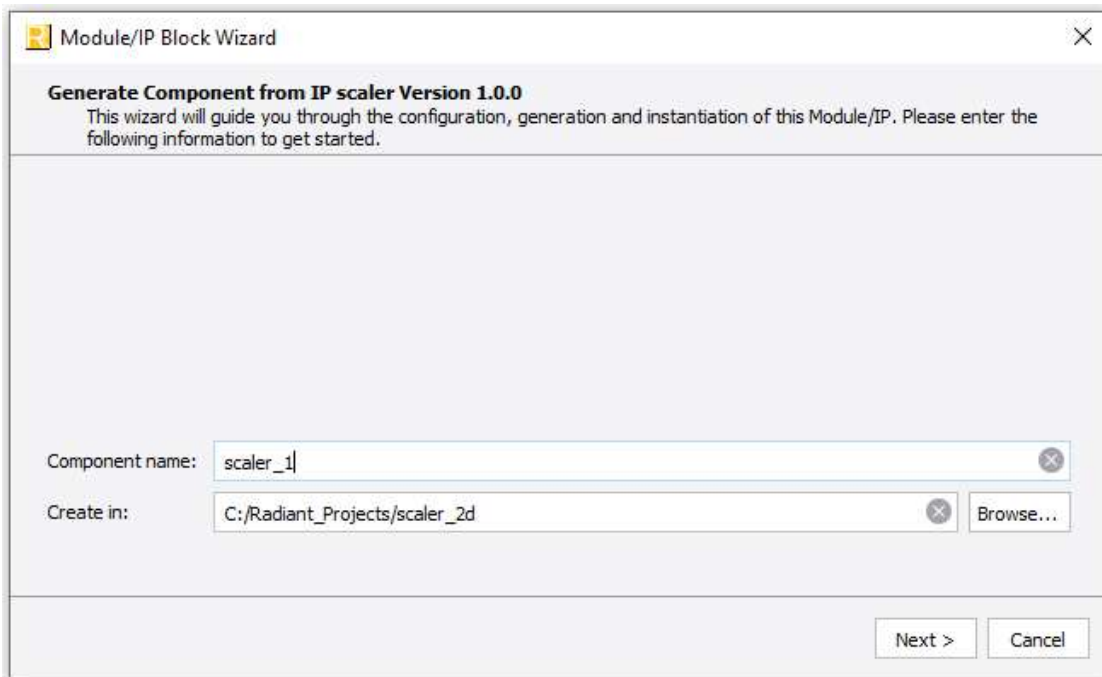 Module/IP Block Wizard
Generate Component from IP scaler Version 1.0.0
This wizard will guide you through the configuration, generation and instantiation of this Module/IP. Please enter the
following information to get started.
Component name: scaler_1
Create in: C:/Radiant_Projects/scaler_2d Browse...
Next > Cancel